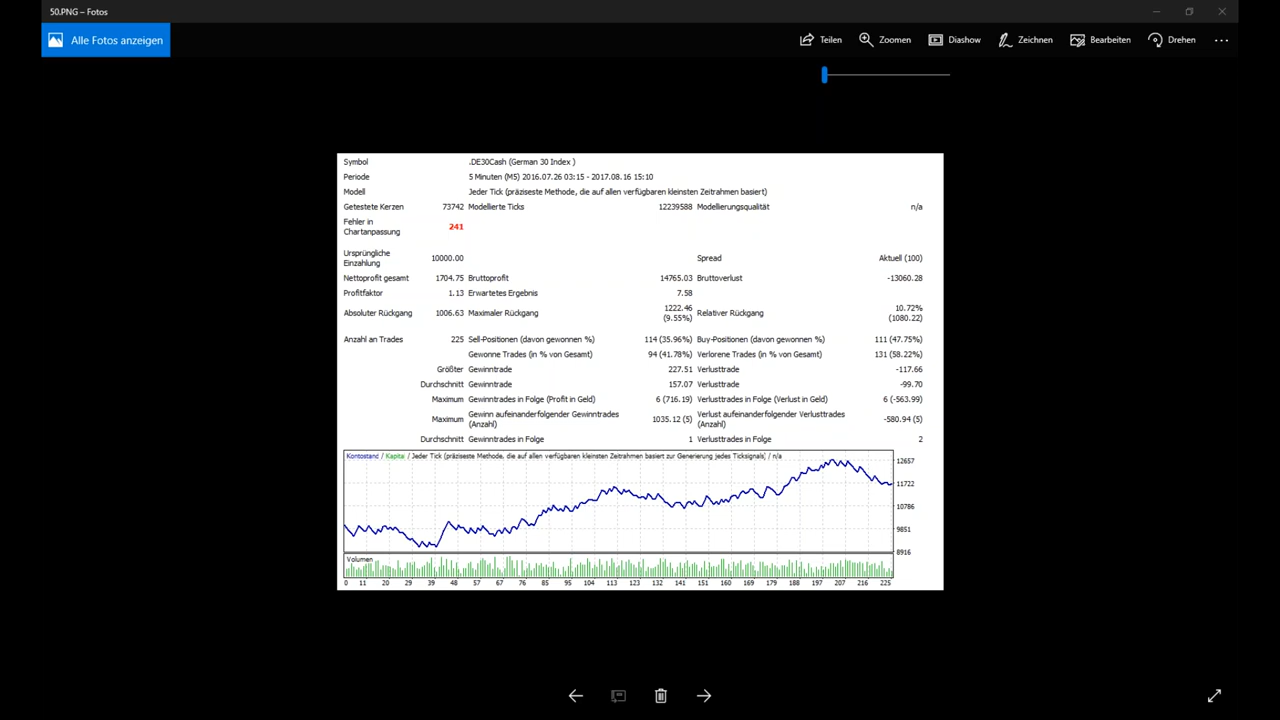 50.PNG – Fotos
Alle Fotos anzeigen
Teilen Zoomen Diashow Zeichnen Bearbeiten Drehen
Symbol .DE30Cash (German 30 Index )
Periode 5 Minuten (M5) 2016.07.26 03:15 - 2017.08.16 15:10
Modell Jeder Tick (präziseste Methode, die auf allen verfügbaren kleinsten Zeitrahmen basiert)
Getestete Kerzen 73742 Modellierte Ticks 12239588 Modellierungsqualität n/a
Fehler in
Chartanpassung 241
Ursprüngliche
Einzahlung 10000.00 Spread Aktuell (100)
Nettoprofit gesamt 1704.75 Bruttoprofit 14765.03 Bruttoverlust -13060.28
Profitfaktor 1.13 Erwartetes Ergebnis 7.58
Absoluter Rückgang 1006.63 Maximaler Rückgang 1222.46 (9.55%) Relativer Rückgang 10.72% (1080.22)
Anzahl an Trades 225 Sell-Positionen (davon gewonnen %) 114 (35.96%) Buy-Positionen (davon gewonnen %) 111 (47.75%)
Gewonne Trades (in % von Gesamt) 94 (41.78%) Verlorene Trades (in % von Gesamt) 131 (58.22%)
Größter Gewinntrade 227.51 Verlusttrade -117.66
Durchschnitt Gewinntrade 157.07 Verlusttrade -99.70
Maximum Gewinntrades in Folge (Profit in Geld) 6 (716.19) Verlusttrades in Folge (Verlust in Geld) 6 (-563.99)
Maximum Gewinn aufeinanderfolgender Gewinntrades (Anzahl) 1035.12 (5) Verlust aufeinanderfolgender Verlusttrades (Anzahl) -580.94 (5)
Durchschnitt Gewinntrades in Folge 1 Verlusttrades in Folge 2
Kontostand / Kapital / Jeder Tick (präziseste Methode, die auf allen verfügbaren kleinsten Zeitrahmen basiert zur Generierung jedes Ticksignals) / n/a
12657
11722
10786
9851
8916
Volumen
0 11 20 29 39 48 57 67 76 85 95 104 113 123 132 141 151 160 169 179 188 197 207 216 225